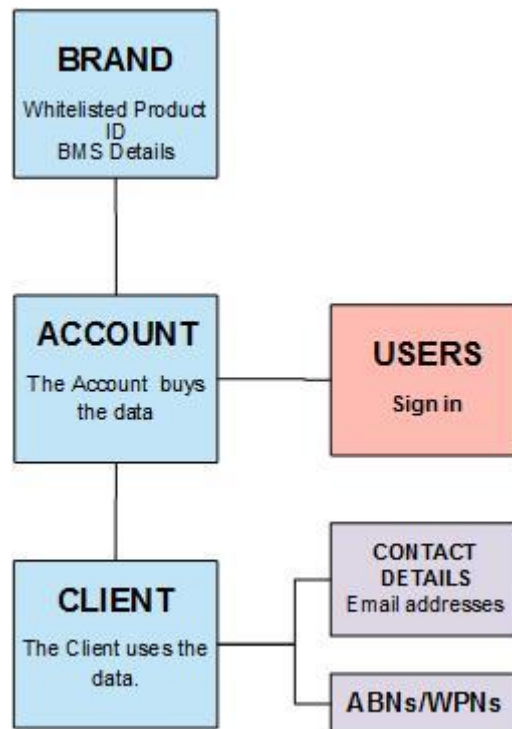 BRAND
Whitelisted Product
ID
BMS Details
ACCOUNT
The Account buys
the data
USERS
Sign in
CLIENT
The Client uses the
data.
CONTACT
DETAILS
Email addresses
ABNs/WPNs